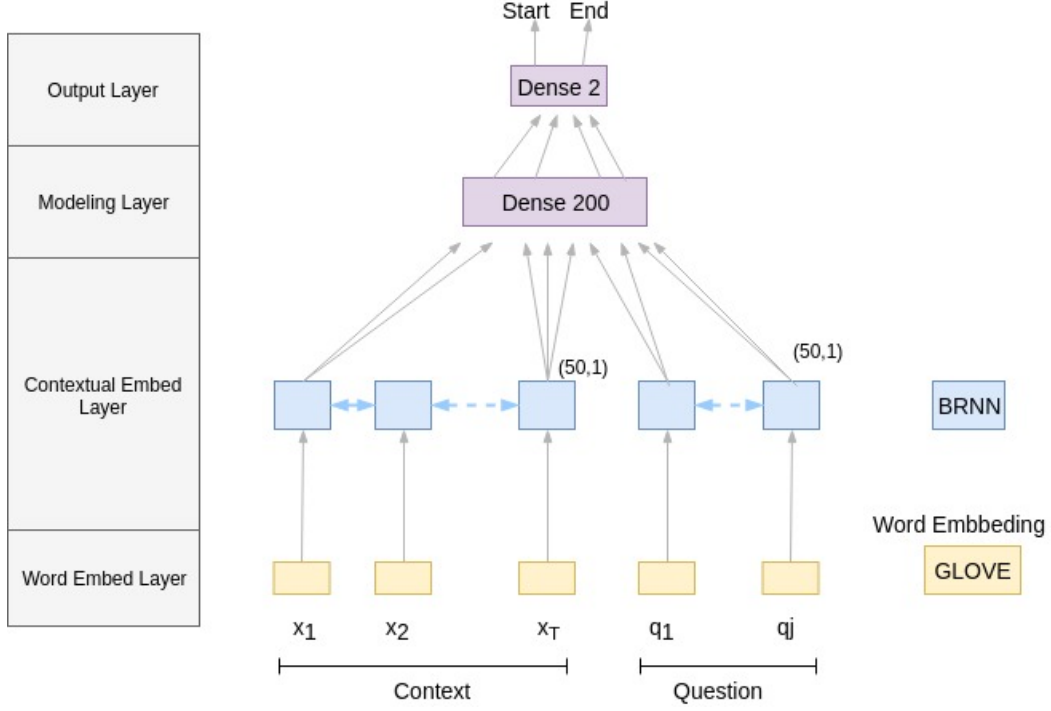 Start End
Output Layer
Dense 2
Modeling Layer
Dense 200
Contextual Embed
Layer
(50,1)
(50,1)
BRNN
Word Embbeding
Word Embed Layer
GLOVE
x1 x2 xT q1 qj
Context Question